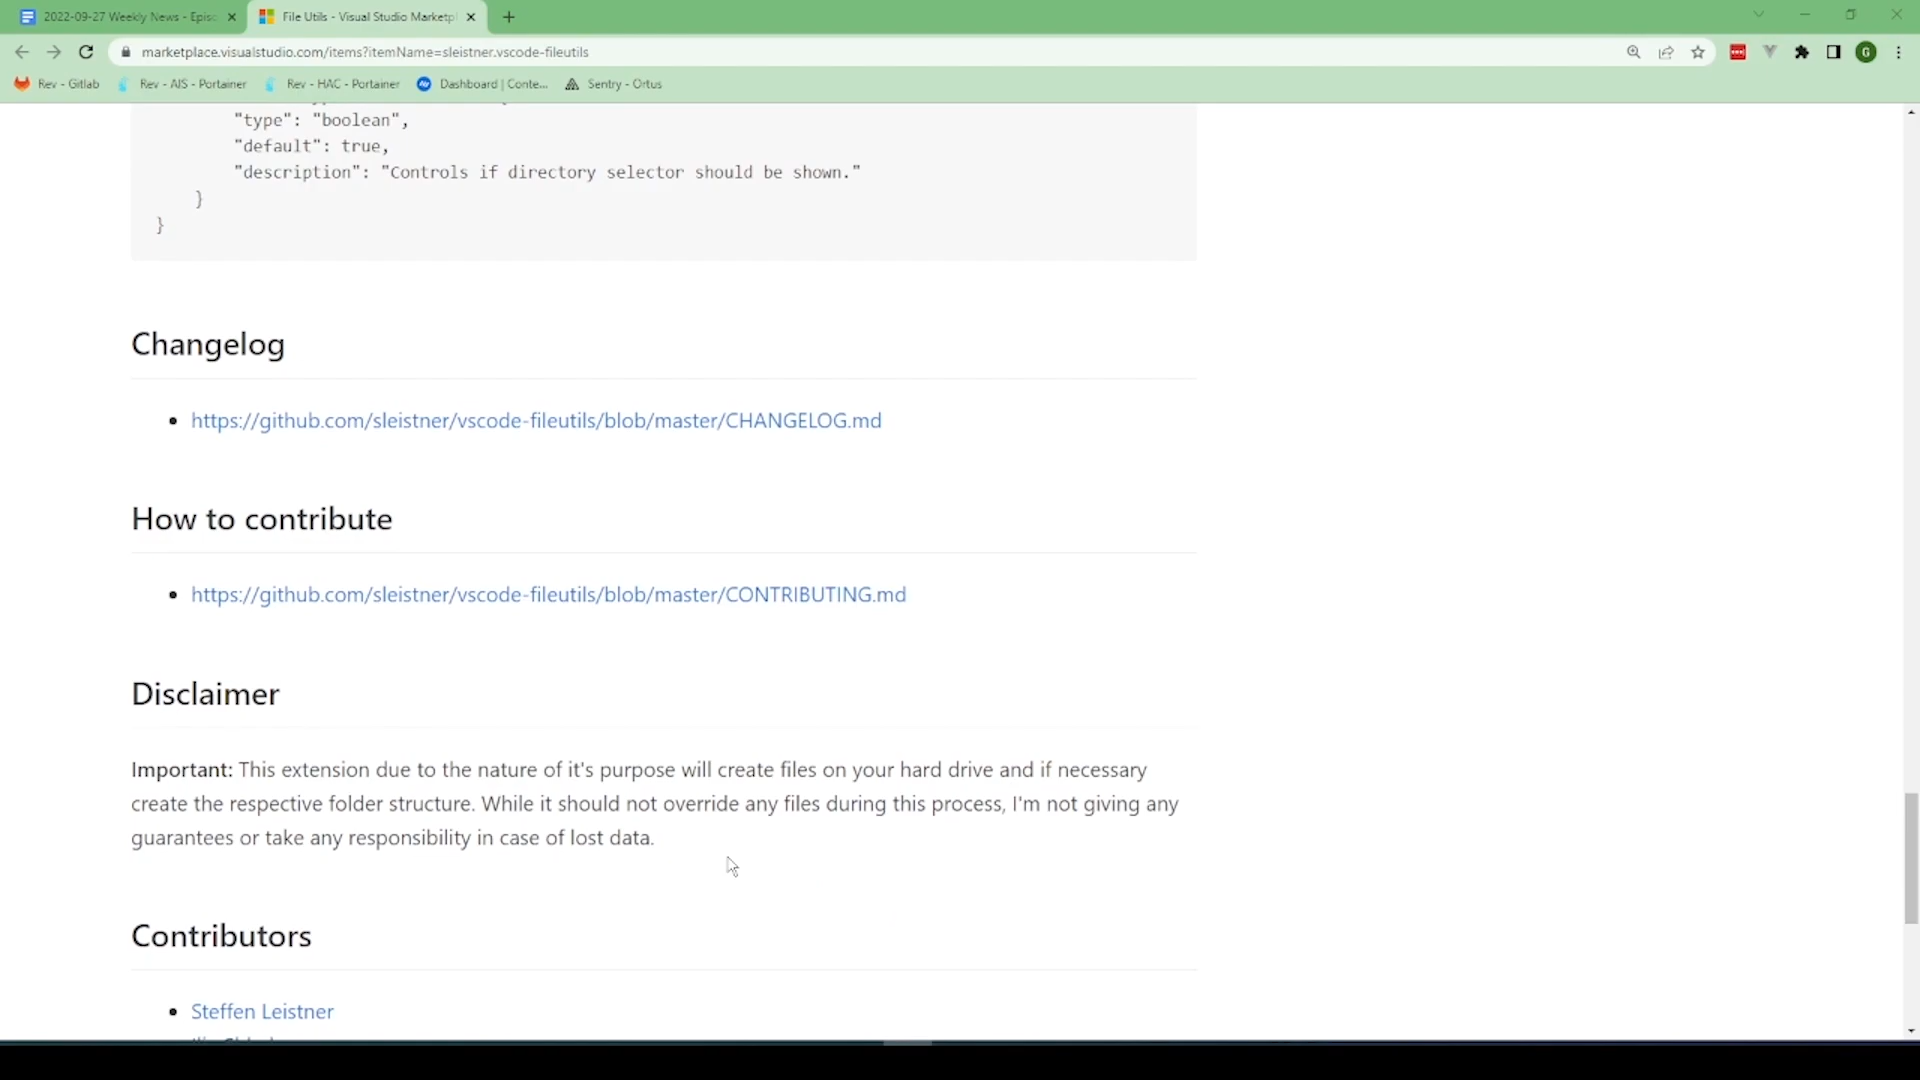 2022-09-27 Weekly News - Episo
File Utils - Visual Studio Marketpl
marketplace.visualstudio.com/items?itemName=sleistner.vscode-fileutils
G
Rev - Gitlab
Rev - AIS - Portainer
Rev - HAC - Portainer
Dashboard | Conte...
Sentry - Ortus
"type": "boolean",
"default": true,
"description": "Controls if directory selector should be shown."
}
}
Changelog
https://github.com/sleistner/vscode-fileutils/blob/master/CHANGELOG.md
How to contribute
https://github.com/sleistner/vscode-fileutils/blob/master/CONTRIBUTING.md
Disclaimer
Important: This extension due to the nature of it's purpose will create files on your hard drive and if necessary
create the respective folder structure. While it should not override any files during this process, I'm not giving any
guarantees or take any responsibility in case of lost data.
Contributors
Steffen Leistner